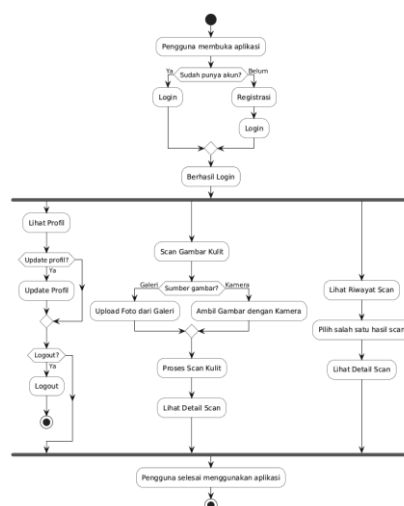 Pengguna membuka aplikasi
Ya
Sudah punya akun?
Belum
Login
Registrasi
Login
Berhasil Login
Lihat Profil
Update profil?
Ya
Update Profil
Logout?
Ya
Logout
Scan Gambar Kulit
Galeri
Sumber gambar?
Kamera
Upload Foto dari Galeri
Ambil Gambar dengan Kamera
Proses Scan Kulit
Lihat Detail Scan
Lihat Riwayat Scan
Pilih salah satu hasil scan
Lihat Detail Scan
Pengguna selesai menggunakan aplikasi